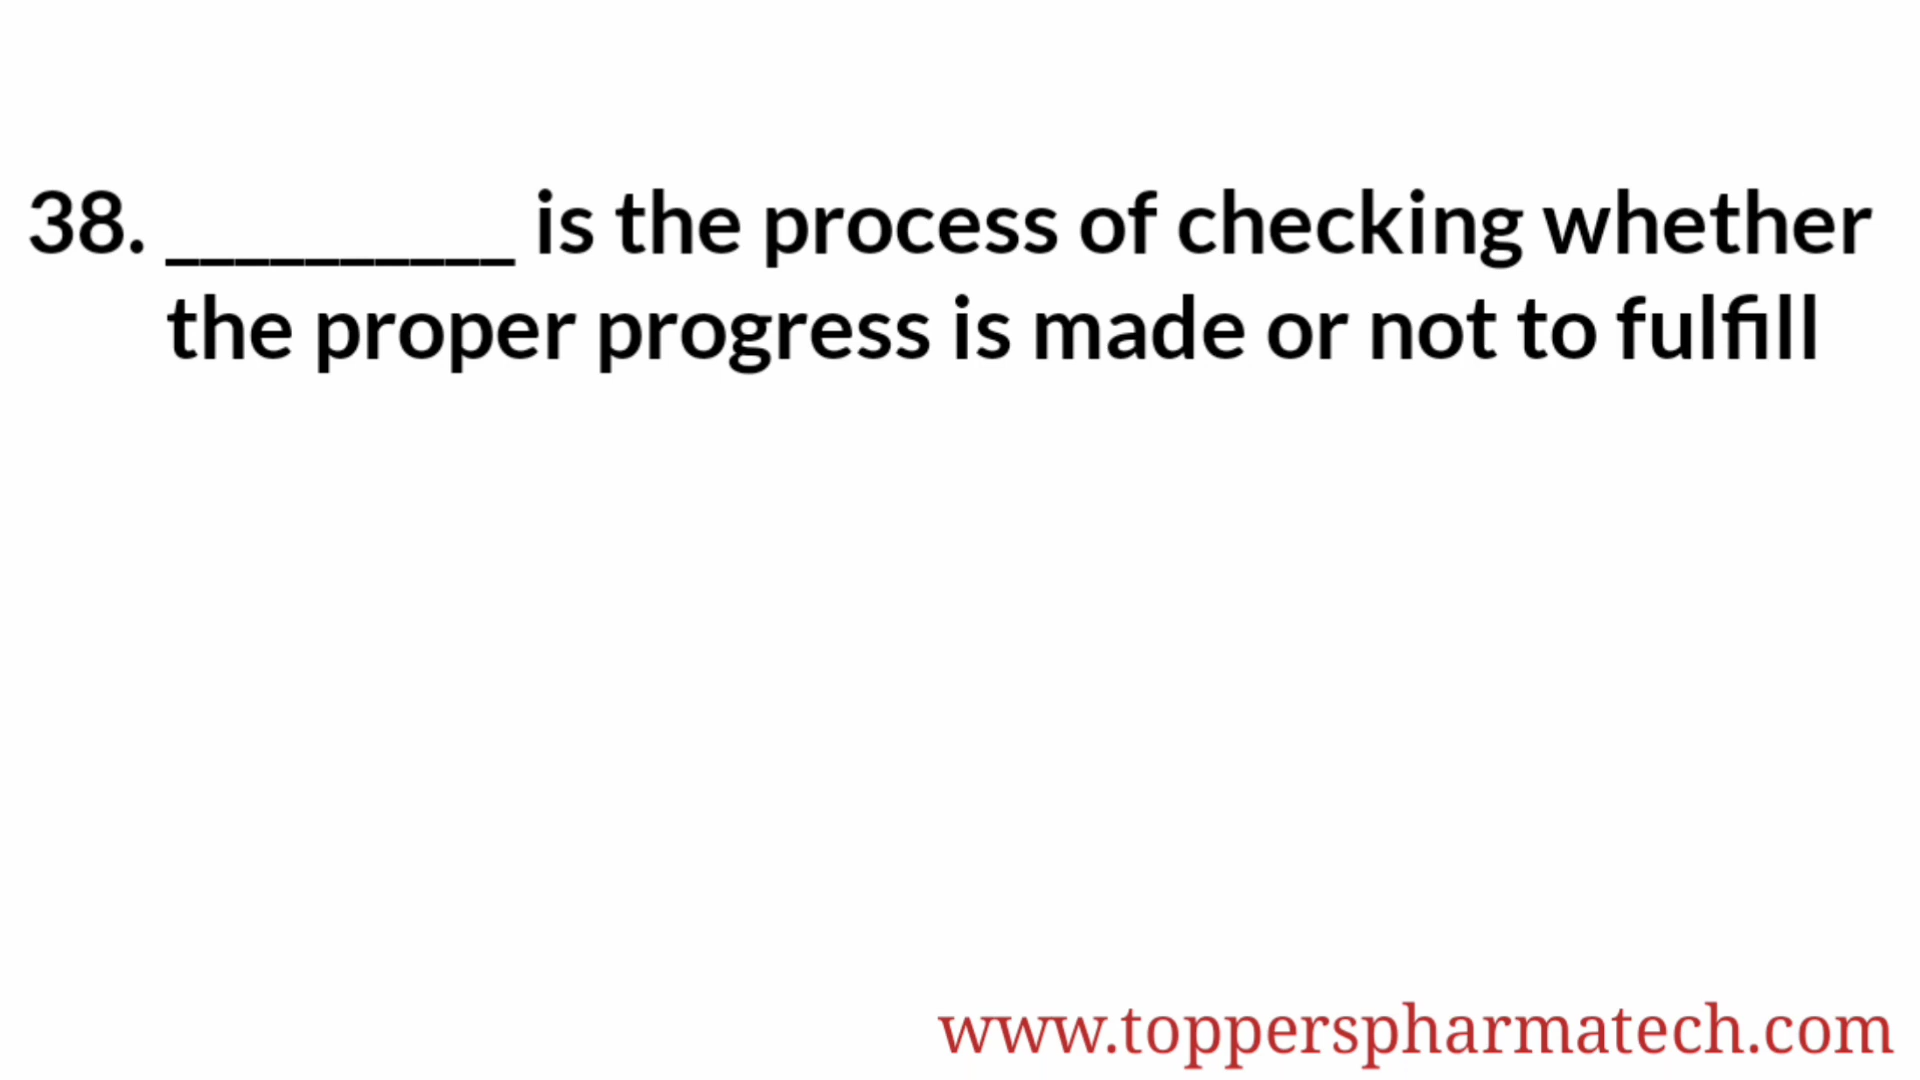 38. __________ is the process of checking whether
the proper progress is made or not to fulfill
www.topperspharmatech.com